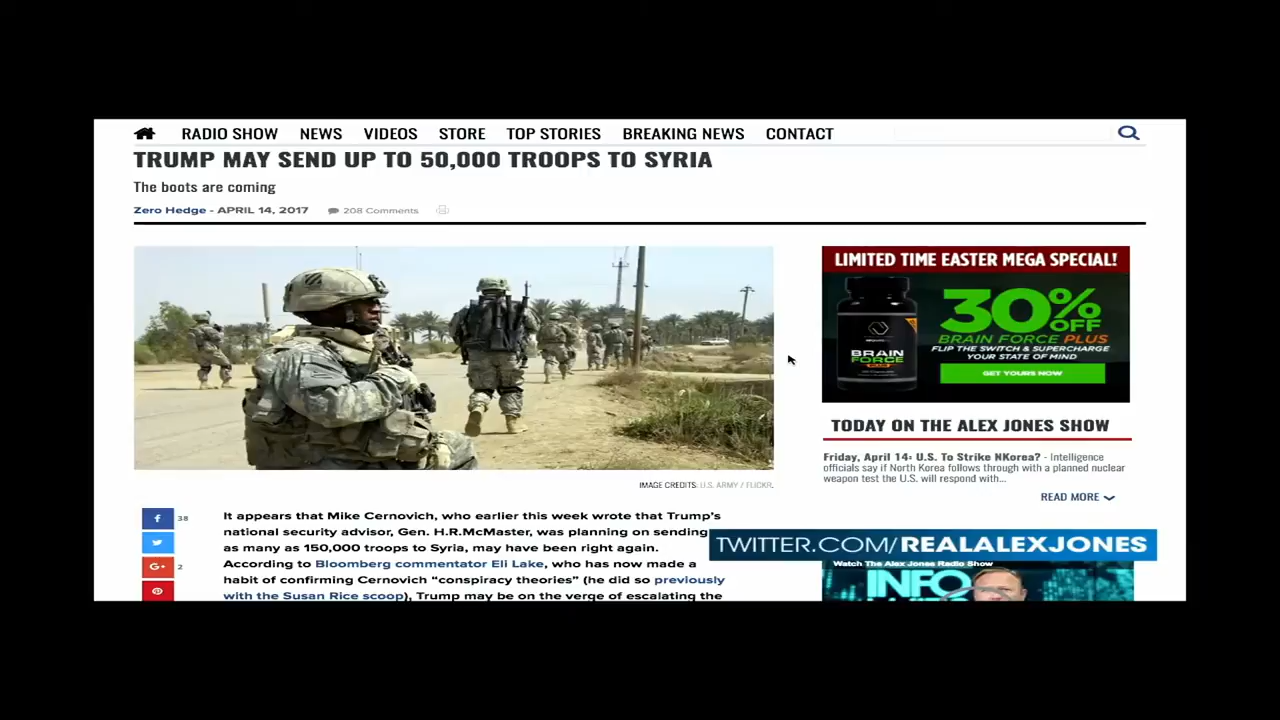 RADIO SHOW NEWS VIDEOS STORE TOP STORIES BREAKING NEWS CONTACT
TRUMP MAY SEND UP TO 50,000 TROOPS TO SYRIA
The boots are coming
Zero Hedge - APRIL 14, 2017 208 Comments
IMAGE CREDITS: U.S. ARMY / FLICKR.
38
2
It appears that Mike Cernovich, who earlier this week wrote that Trump's
national security advisor, Gen. H.R.McMaster, was planning on sending
as many as 150,000 troops to Syria, may have been right again.
According to Bloomberg commentator Eli Lake, who has now made a
habit of confirming Cernovich "conspiracy theories" (he did so previously
with the Susan Rice scoop), Trump may be on the verge of escalating the
LIMITED TIME EASTER MEGA SPECIAL!
BRAIN
FORCE
PLUS
30%
OFF
BRAIN FORCE PLUS
FLIP THE SWITCH & SUPERCHARGE
YOUR STATE OF MIND
GET YOURS NOW
TODAY ON THE ALEX JONES SHOW
Friday, April 14: U.S. To Strike NKorea? - Intelligence
officials say if North Korea follows through with a planned nuclear
weapon test the U.S. will respond with...
READ MORE
TWITTER.COM/REALALEXJONES
Watch The Alex Jones Radio Show
INFO